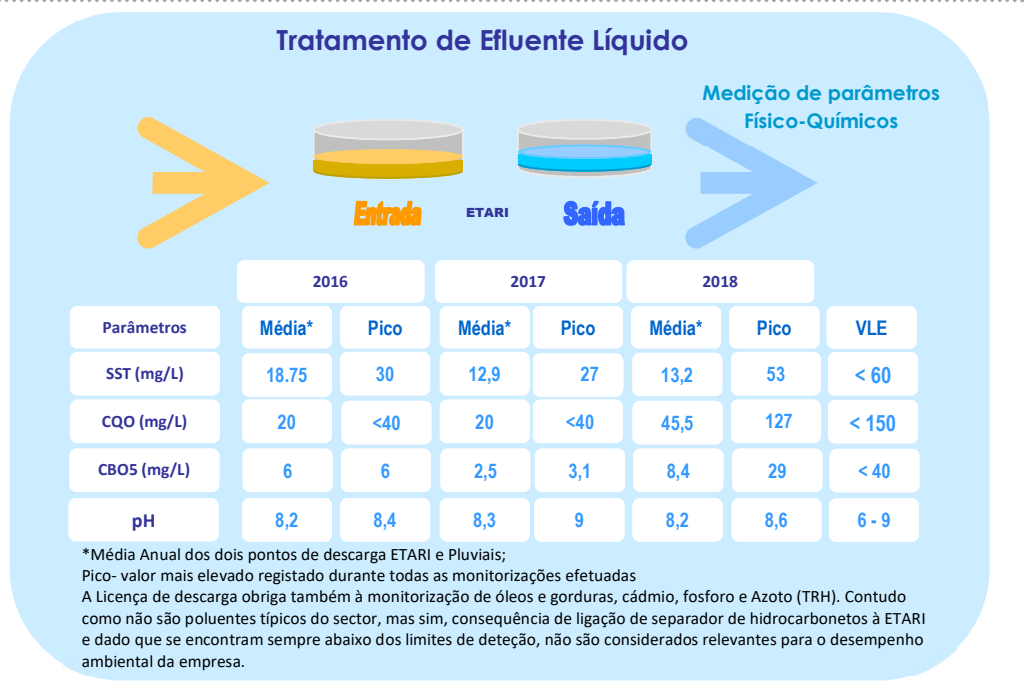 Tratamento de Efluente Líquido
Medição de parâmetros
Físico-Químicos
Entrada ETARI Saída
2016 2017 2018
Parâmetros Média* Pico Média* Pico Média* Pico VLE
SST (mg/L) 18.75 30 12,9 27 13,2 53 < 60
CQO (mg/L) 20 <40 20 <40 45,5 127 < 150
CBO5 (mg/L) 6 6 2,5 3,1 8,4 29 < 40
pH 8,2 8,4 8,3 9 8,2 8,6 6 - 9
*Média Anual dos dois pontos de descarga ETARI e Pluviais;
Pico- valor mais elevado registado durante todas as monitorizações efetuadas
A Licença de descarga obriga também à monitorização de óleos e gorduras, cádmio, fosforo e Azoto (TRH). Contudo
como não são poluentes típicos do sector, mas sim, consequência de ligação de separador de hidrocarbonetos à ETARI
e dado que se encontram sempre abaixo dos limites de deteção, não são considerados relevantes para o desempenho
ambiental da empresa.